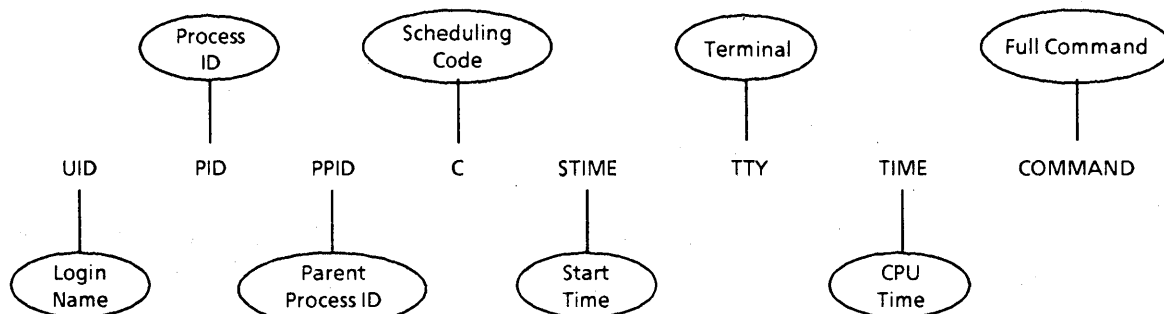 Process
ID
Scheduling
Code
Terminal
Full Command
UID PID PPID C STIME TTY TIME COMMAND
Login
Name
Parent
Process ID
Start
Time
CPU
Time